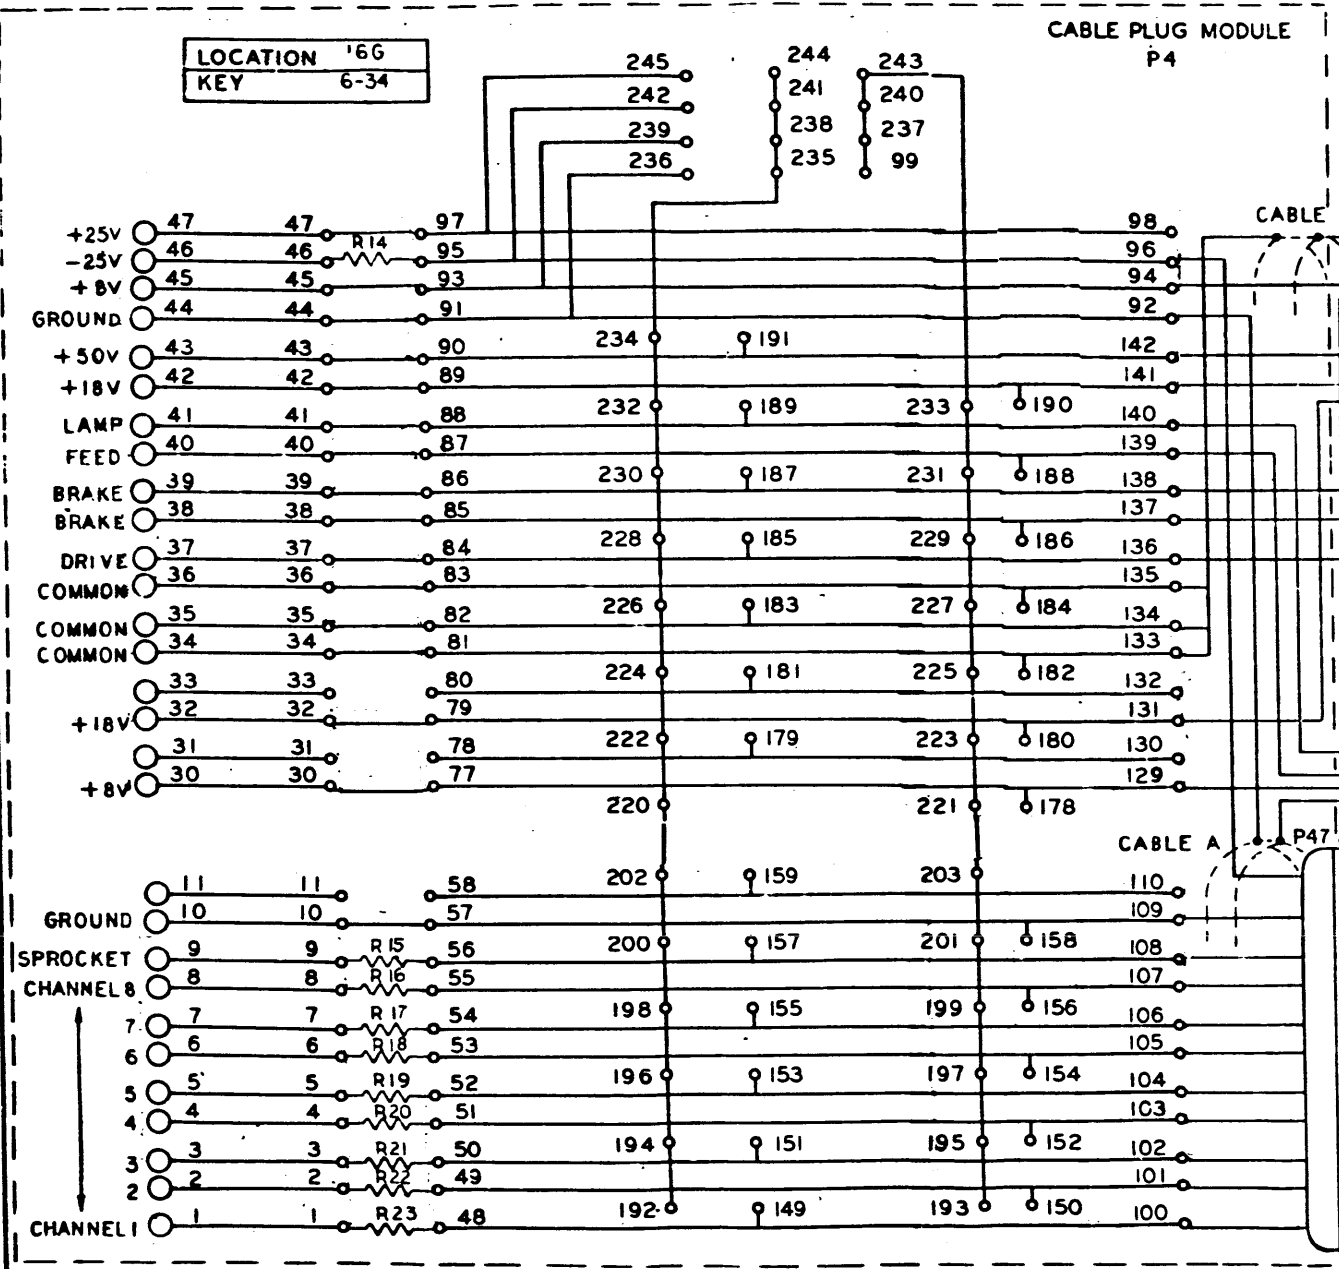 CABLE PLUG MODULE
P4
LOCATION 16G
KEY 6-34
245 244 243
241
242 240
239 238 237
236 235 99
CABLE
+25V 47 47 97 98
-25V 46 46 R14 95 96
+8V 45 45 93 94
GROUND 44 44 91 92
234 191
+50V 43 43 90 142
+18V 42 42 89 141
232 189 233 190
LAMP 41 41 88 140
FEED 40 40 87 139
230 187 231 188
BRAKE 39 39 86 138
BRAKE 38 38 85 137
228 185 229 186
DRIVE 37 37 84 136
COMMON 36 36 83 135
226 183 227 184
COMMON 35 35 82 134
COMMON 34 34 81 133
224 181 225 182
33 33 80 132
+18V 32 32 79 131
222 179 223 180
31 31 78 130
+8V 30 30 77 129
220 221 178
CABLE A P47
202 159 203
11 11 58 110
GROUND 10 10 57 109
200 157 201 158
SPROCKET 9 9 R15 56 108
CHANNEL 8 8 8 R16 55 107
198 155 199 156
7 7 7 R17 54 106
6 6 6 R18 53 105
196 153 197 154
5 5 5 R19 52 104
4 4 4 R20 51 103
194 151 195 152
3 3 3 R21 50 102
2 2 2 R22 49 101
192 149 193 150
CHANNEL 1 1 1 R23 48 100